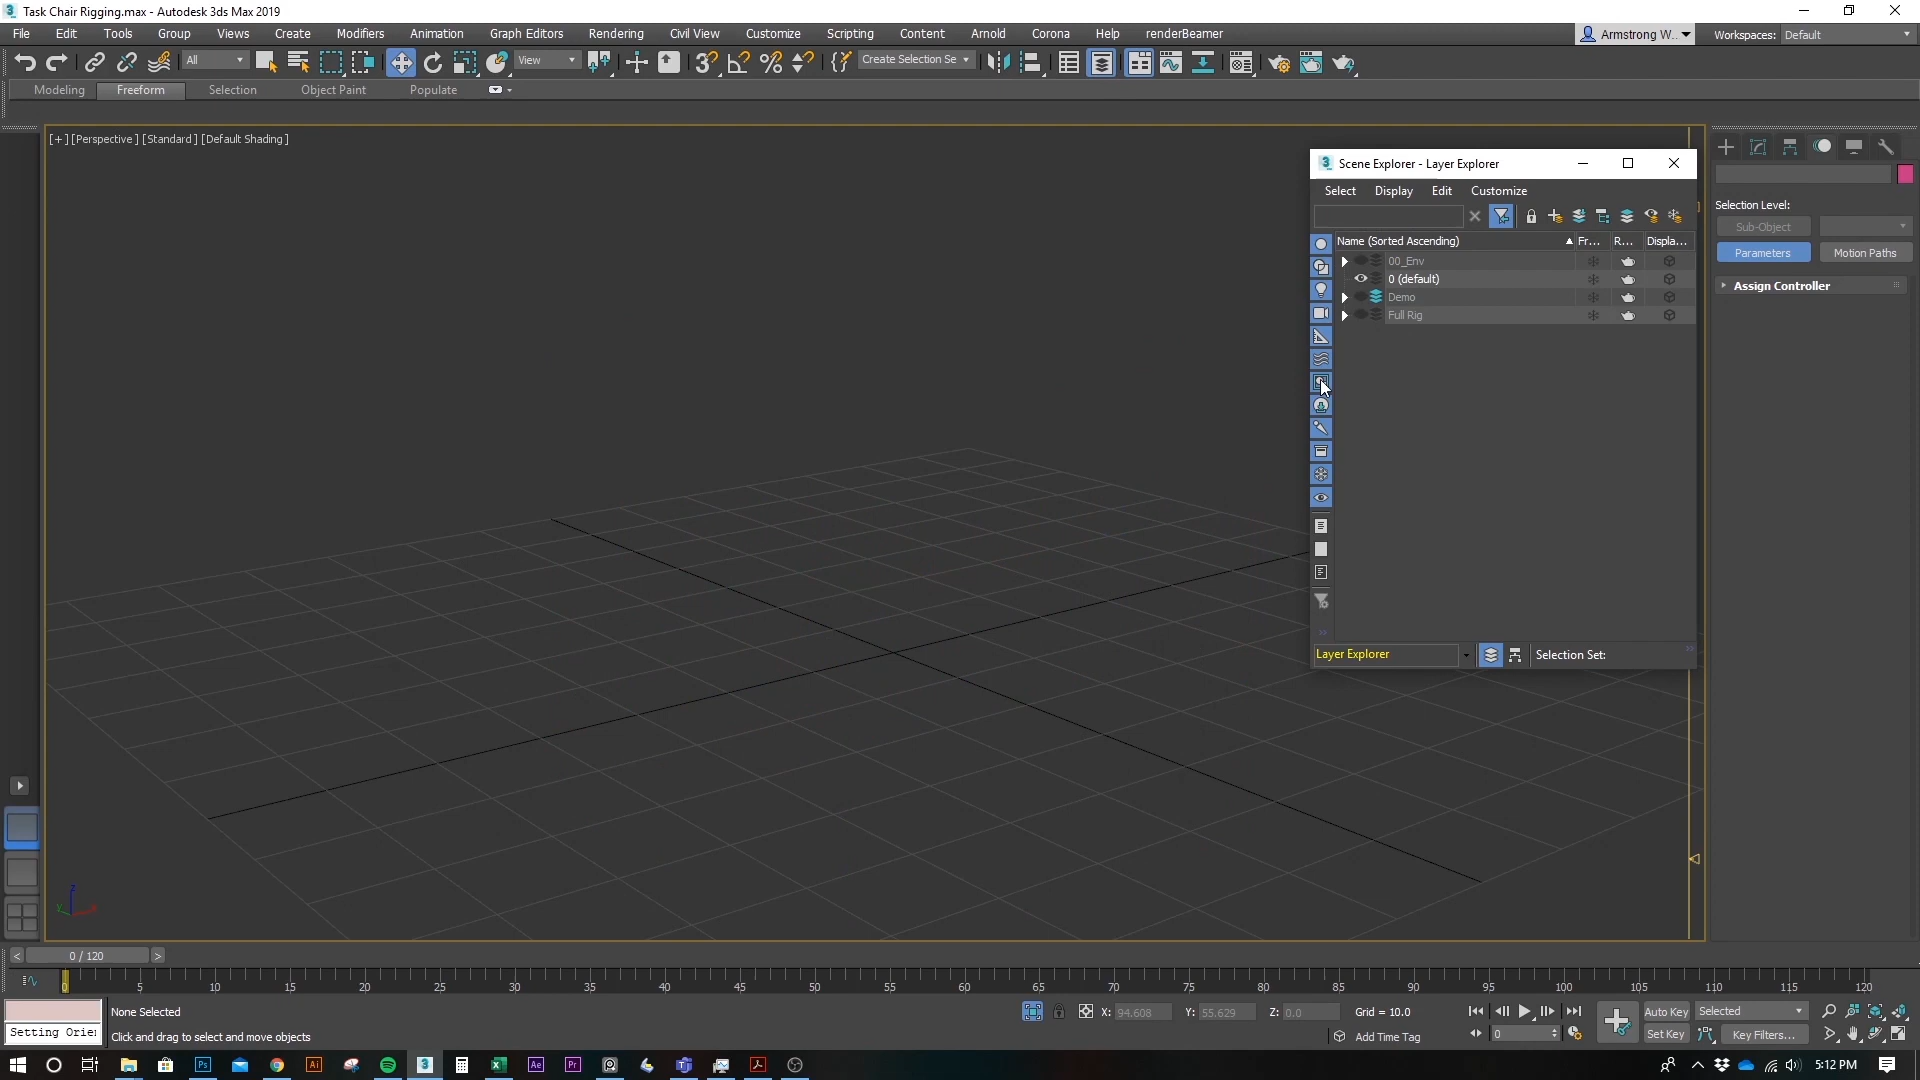 Task Chair Rigging.max - Autodesk 3ds Max 2019
File Edit Tools Group Views Create Modifiers Animation Graph Editors Rendering Civil View Customize Scripting Content Arnold Corona Help renderBeamer Armstrong W... Workspaces: Default
All View Create Selection Se
Modeling Freeform Selection Object Paint Populate
[+] [Perspective] [Standard] [Default Shading]
Scene Explorer - Layer Explorer
Select Display Edit Customize
Name (Sorted Ascending) Fr... R... Displa...
00_Env
0 (default)
Demo
Full Rig
Layer Explorer Selection Set:
Selection Level:
Sub-Object
Parameters Motion Paths
Assign Controller
z
y
< 0 / 120 >
0 5 10 15 20 25 30 35 40 45 50 55 60 65 70 75 80 85 90 95 100 105 110 115 120
None Selected X: 94.608 Y: 55.629 Z: 0.0 Grid = 10.0 Auto Key Selected
Setting Orie Click and drag to select and move objects Add Time Tag 0 Set Key Key Filters...
Ps Ai 3 Ae Pr 5:12 PM